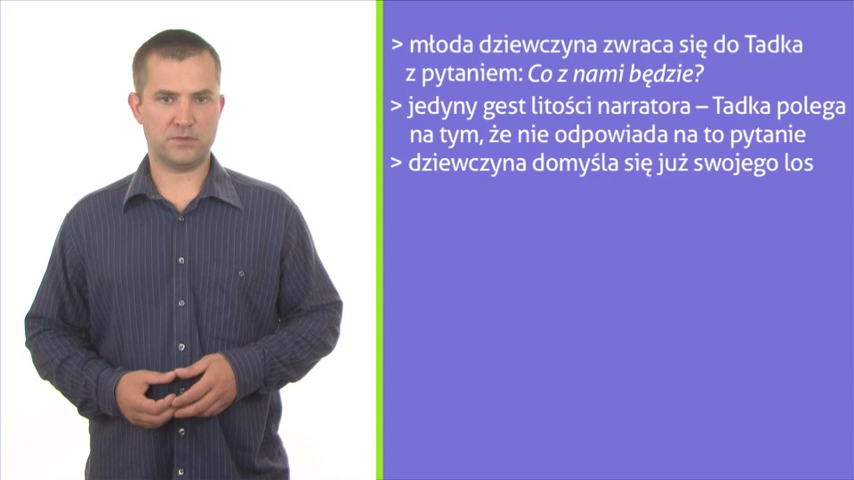 > młoda dziewczyna zwraca się do Tadka
z pytaniem: Co z nami będzie?
> jedyny gest litości narratora – Tadka polega
na tym, że nie odpowiada na to pytanie
> dziewczyna domyśla się już swojego los